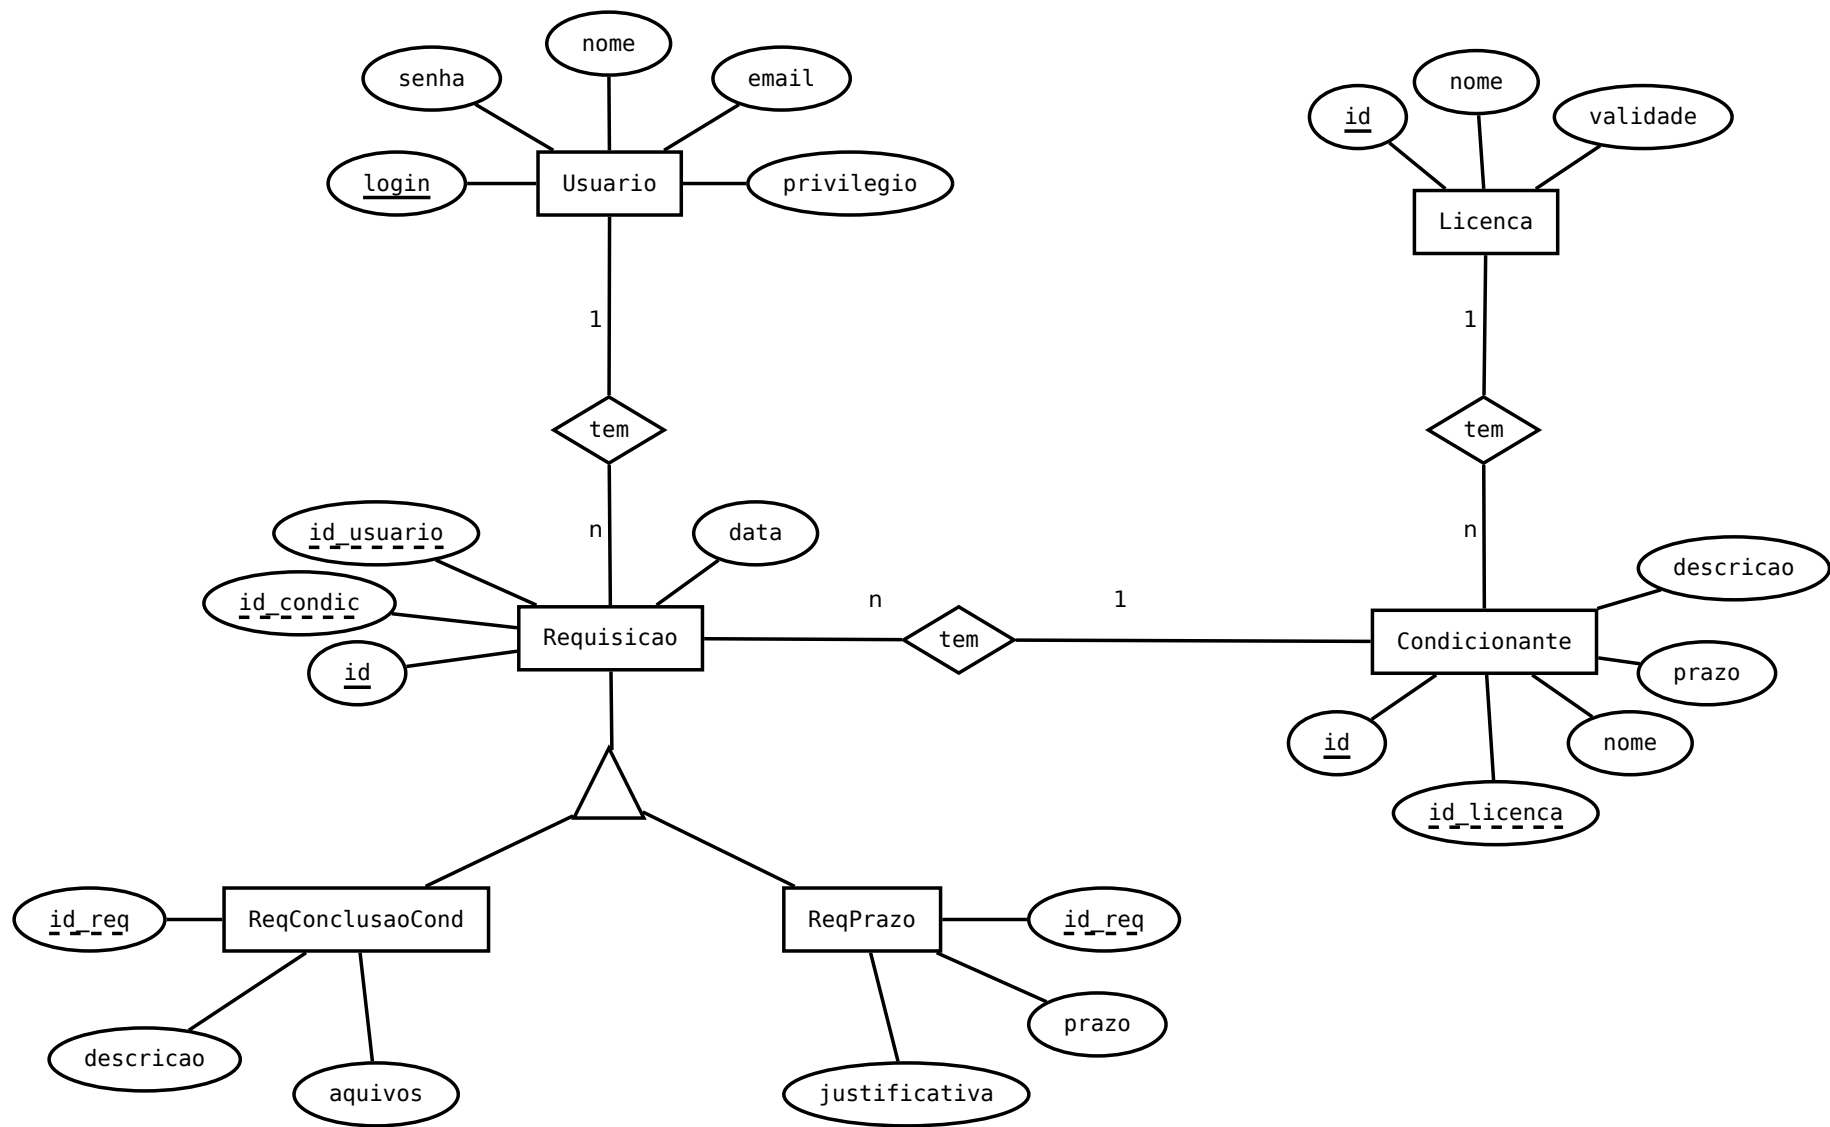 nome
senha
email
nome
id
validade
login
Usuario
privilegio
Licenca
1
1
tem
tem
id_usuario
n
data
n
descricao
id_condic
n
1
Requisicao
tem
Condicionante
id
prazo
id
nome
id_licenca
id_req
ReqConclusaoCond
ReqPrazo
id_req
prazo
descricao
aquivos
justificativa